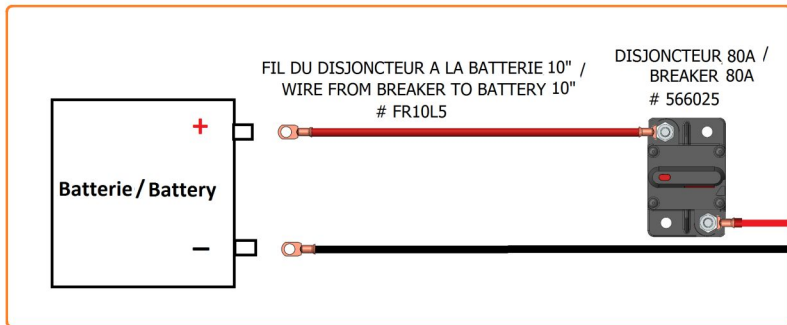 FIL DU DISJONCTEUR A LA BATTERIE 10" /
WIRE FROM BREAKER TO BATTERY 10"
# FR10L5
DISJONCTEUR 80A /
BREAKER 80A
# 566025
+
Batterie / Battery
–